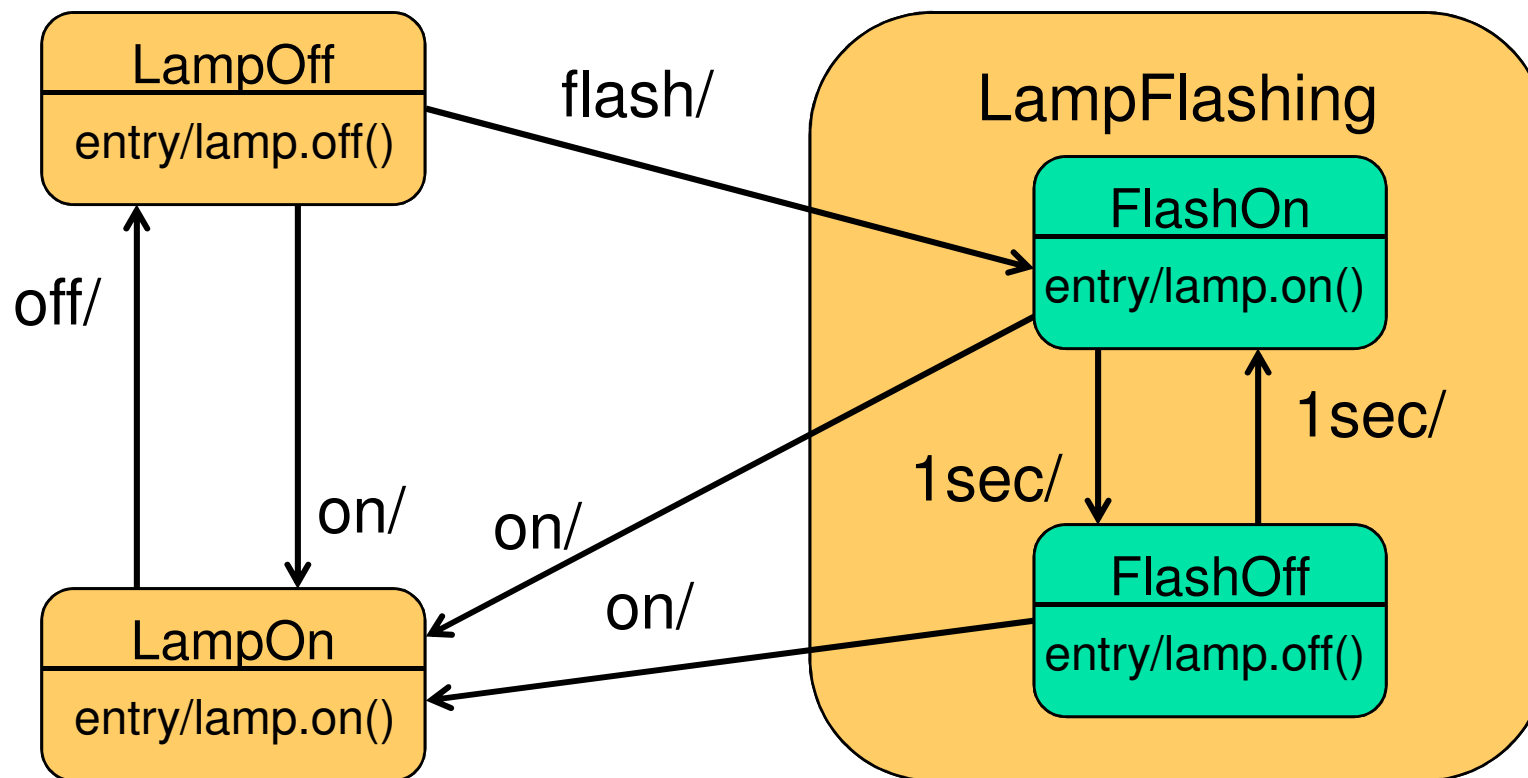 LampOff
entry/lamp.off()
flash/
LampFlashing
FlashOn
entry/lamp.on()
off/
on/
on/
1sec/
1sec/
LampOn
entry/lamp.on()
on/
FlashOff
entry/lamp.off()